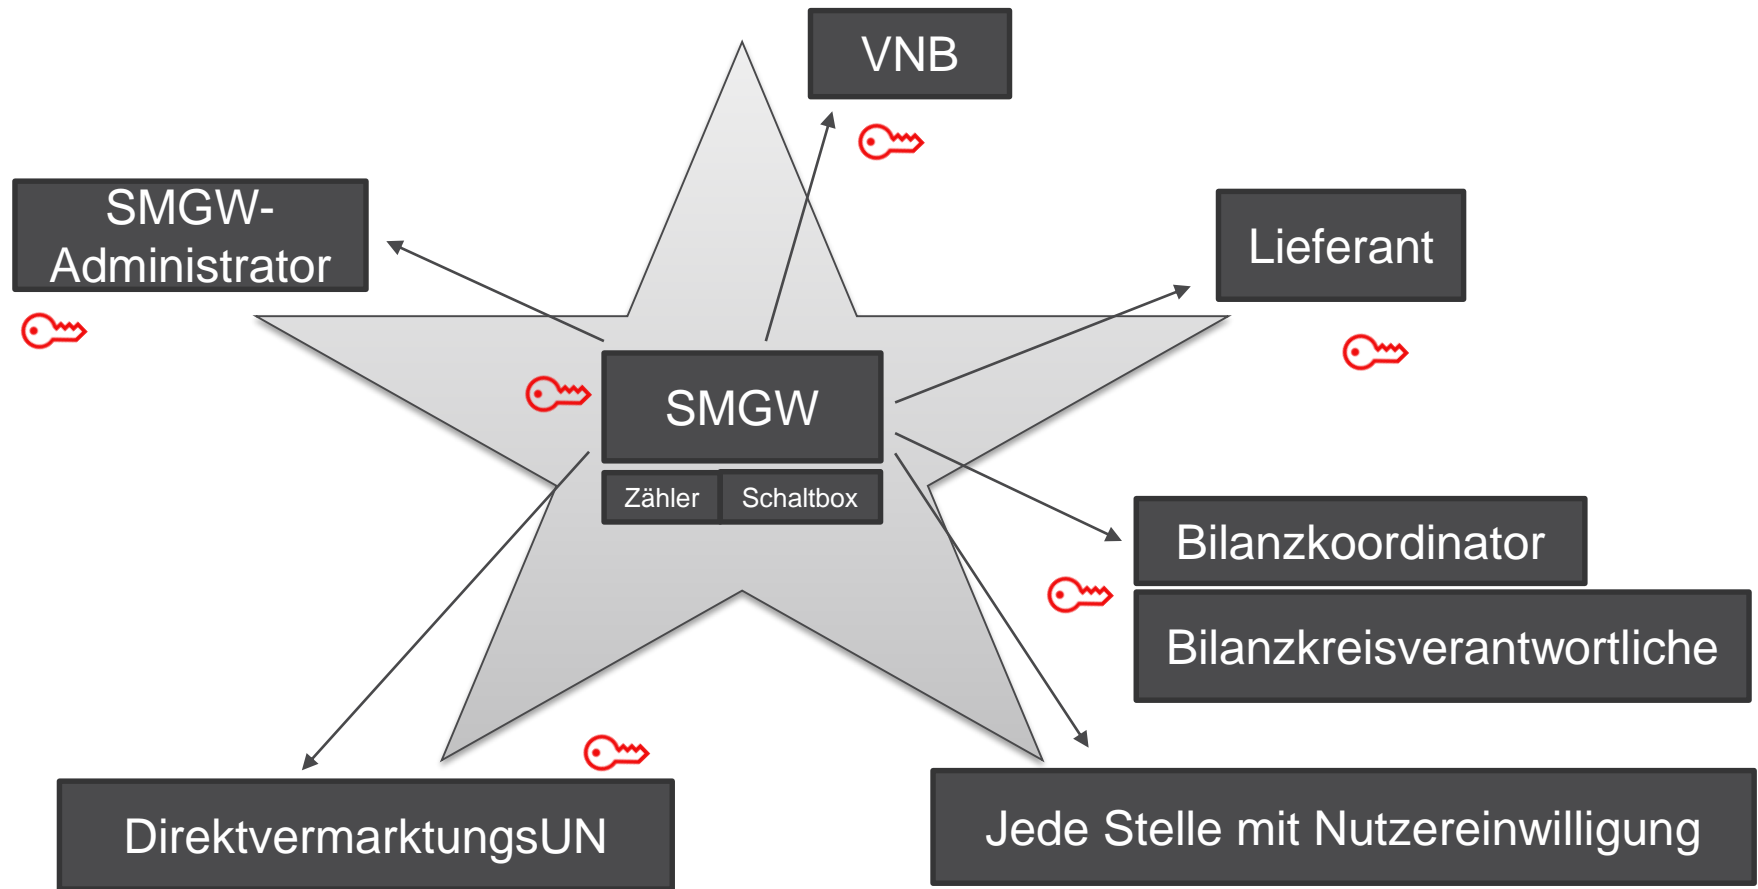 VNB
SMGW-
Administrator
Lieferant
SMGW
Zähler
Schaltbox
Bilanzkoordinator
Bilanzkreisverantwortliche
DirektvermarktungsUN
Jede Stelle mit Nutzereinwilligung